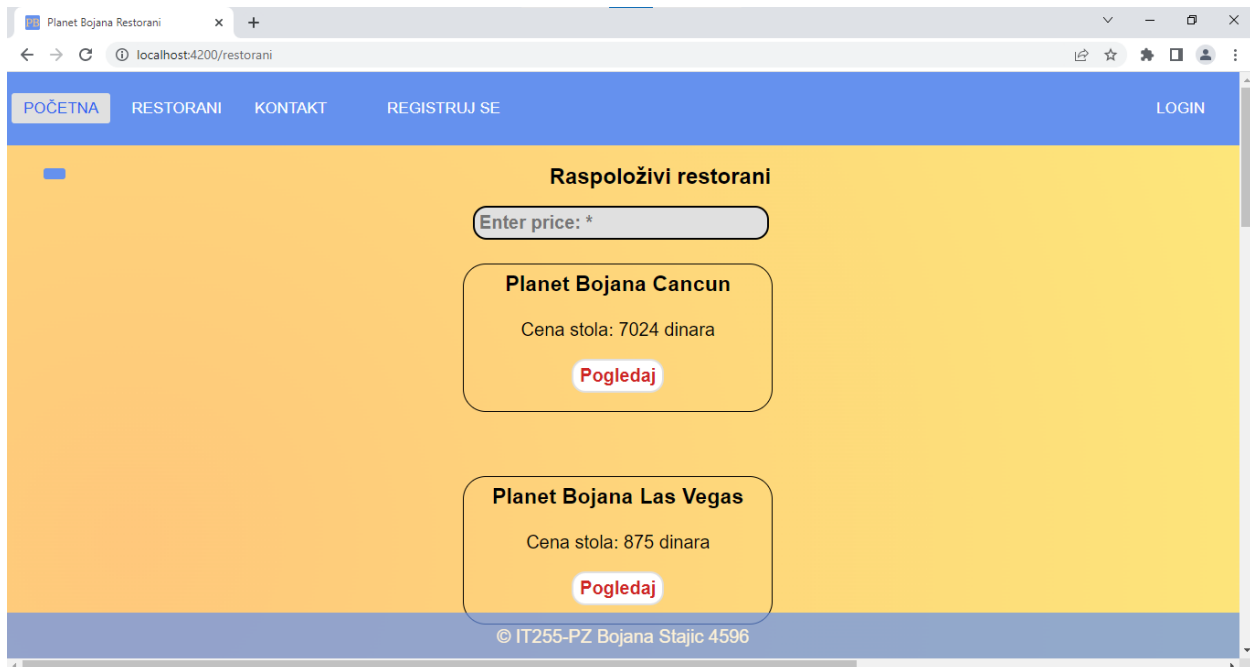 PB Planet Bojana Restorani
localhost:4200/restorani
POČETNA RESTORANI KONTAKT REGISTRUJ SE LOGIN
Raspoloživi restorani
Enter price: *
Planet Bojana Cancun
Cena stola: 7024 dinara
Pogledaj
Planet Bojana Las Vegas
Cena stola: 875 dinara
Pogledaj
© IT255-PZ Bojana Stajic 4596